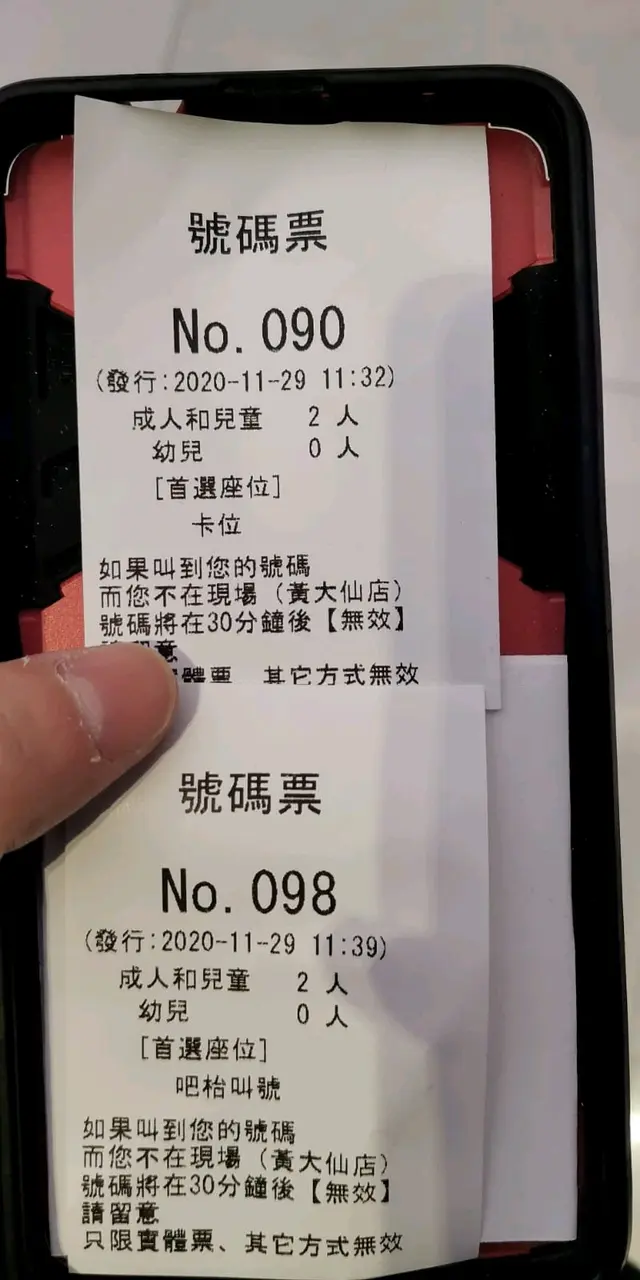 號碼票
No. 090
(發行:2020-11-29 11:32)
成人和兒童 2 人
幼兒 0 人
[首選座位]
卡位
如果叫到您的號碼
而您不在現場（黃大仙店）
號碼將在30分鐘後【無效】
意
體票 其它方式無效
號碼票
No. 098
(發行:2020-11-29 11:39)
成人和兒童 2 人
幼兒 0 人
[首選座位]
吧枱叫號
如果叫到您的號碼
而您不在現場（黃大仙店）
號碼將在30分鐘後【無效】
請留意
只限實體票、其它方式無效